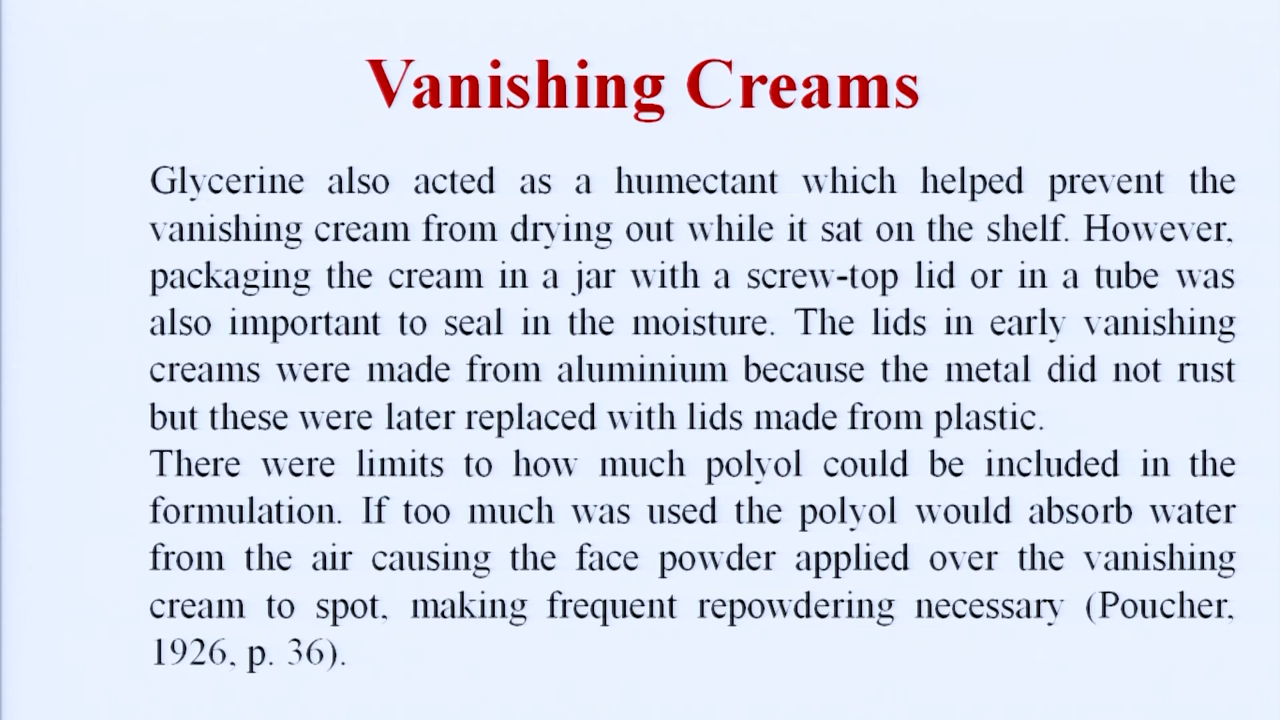 Vanishing Creams
Glycerine also acted as a humectant which helped prevent the
vanishing cream from drying out while it sat on the shelf. However,
packaging the cream in a jar with a screw-top lid or in a tube was
also important to seal in the moisture. The lids in early vanishing
creams were made from aluminium because the metal did not rust
but these were later replaced with lids made from plastic.
There were limits to how much polyol could be included in the
formulation. If too much was used the polyol would absorb water
from the air causing the face powder applied over the vanishing
cream to spot, making frequent repowdering necessary (Poucher,
1926, p. 36).